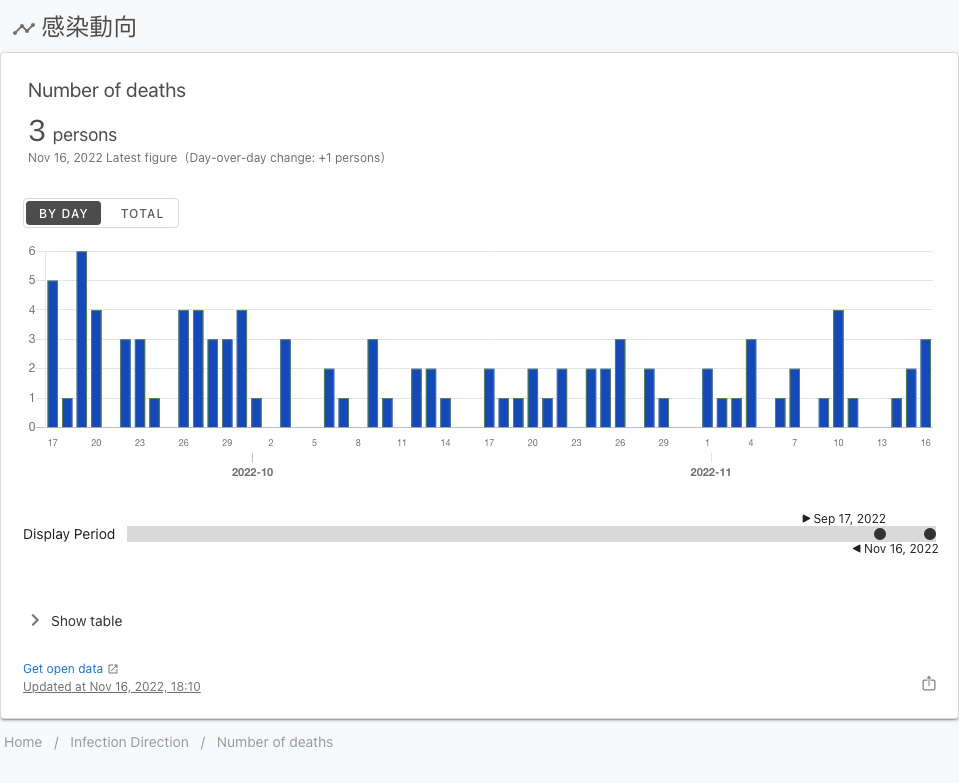 感染動向
Number of deaths
3 persons
Nov 16, 2022 Latest figure (Day-over-day change: +1 persons)
BY DAY TOTAL
6
5
4
3
2
1
0
17 20 23 26 29 2 5 8 11 14 17 20 23 26 29 1 4 7 10 13 16
2022-10 2022-11
Sep 17, 2022
Display Period
Nov 16, 2022
Show table
Get open data
Updated at Nov 16, 2022, 18:10
Home / Infection Direction / Number of deaths